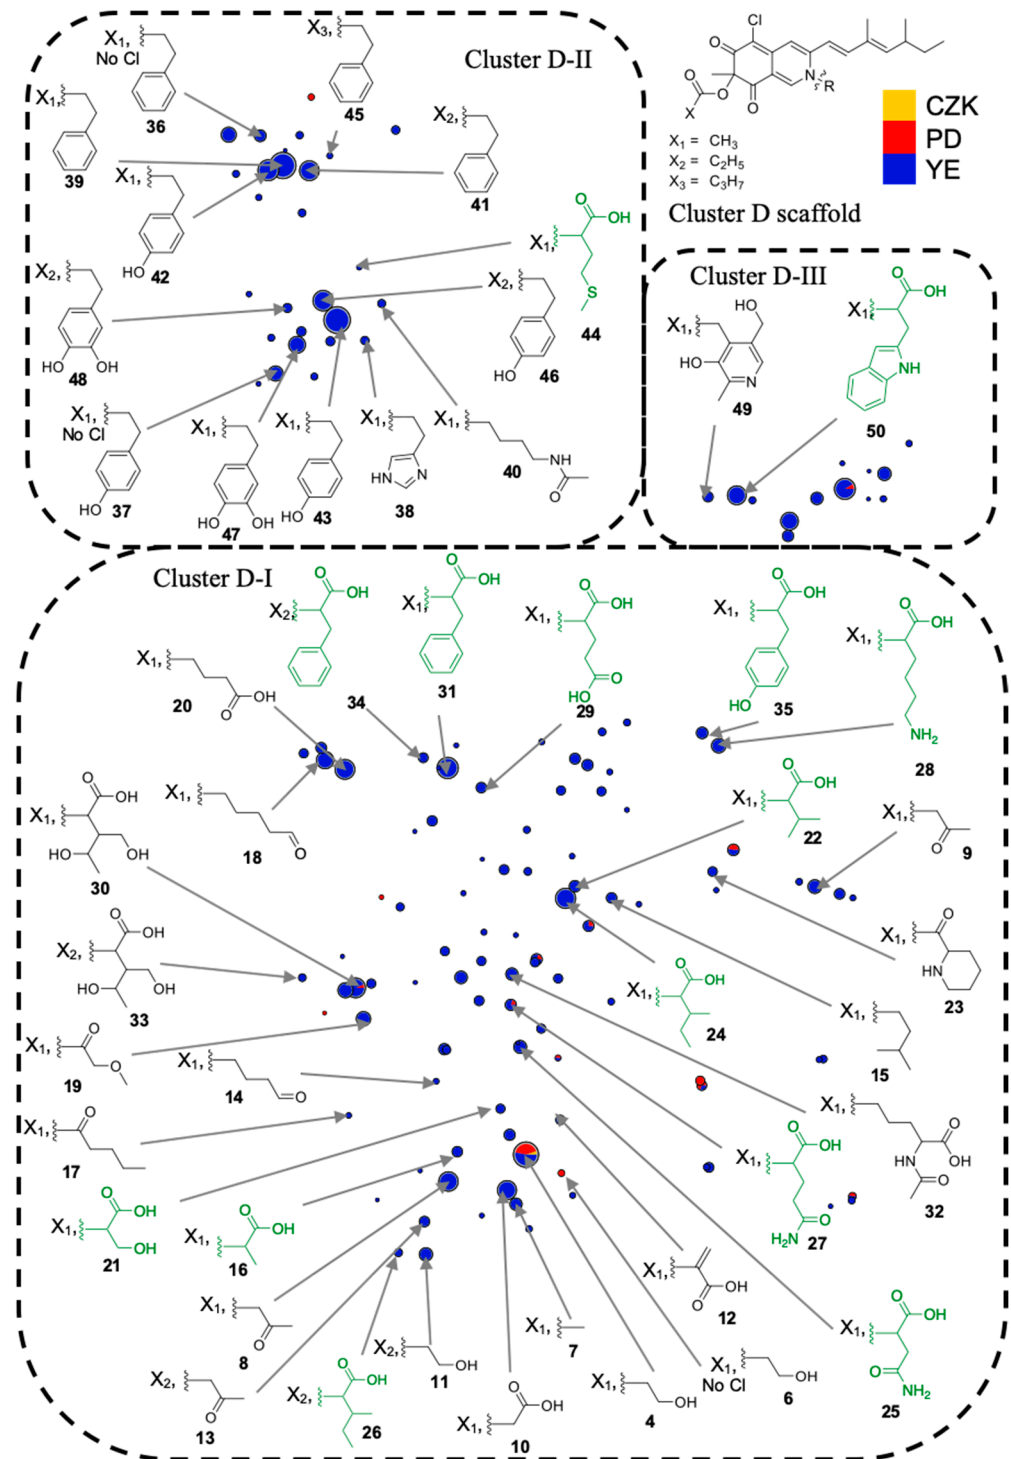 Cluster D-II
X₁,
No Cl
36
X₃,
45
X₁,
39
X₂,
41
X₁,
42
X₁,
44
COOH
OH
S
X₂,
46
HO
X₂,
48
HO
OH
X₁,
No Cl
37
HO
X₁,
47
HO
OH
X₁,
43
HO
X₁,
38
HN
N
X₁,
40
NH
O
Cl
O
O
O
O
N
R
X
X₁ = CH₃
X₂ = C₂H₅
X₃ = C₃H₇
Cluster D scaffold
CZK
PD
YE
Cluster D-III
X₁,
HO
HO
N
49
X₁,
O
OH
NH
50
Cluster D-I
X₁,
O
OH
20
X₂,
O
OH
34
X₁,
O
OH
31
X₁,
O
OH
HO
O
29
X₁,
O
OH
HO
35
X₁,
O
OH
NH₂
28
X₁,
O
18
X₁,
O
OH
HO
OH
30
X₁,
O
OH
22
X₁,
O
9
X₂,
O
OH
HO
OH
33
X₁,
O
HN
23
X₁,
O
OH
24
X₁,
15
X₁,
O
O
19
X₁,
O
14
X₁,
O
17
X₁,
O
OH
HN
O
32
X₁,
O
OH
O
H₂N
27
X₁,
O
OH
OH
21
X₁,
O
OH
16
X₁,
O
OH
12
X₁,
O
8
X₂,
OH
11
X₁,
7
X₁,
No Cl
OH
6
X₁,
O
OH
O
NH₂
25
X₂,
O
13
X₂,
O
OH
26
X₁,
O
OH
10
X₁,
OH
4